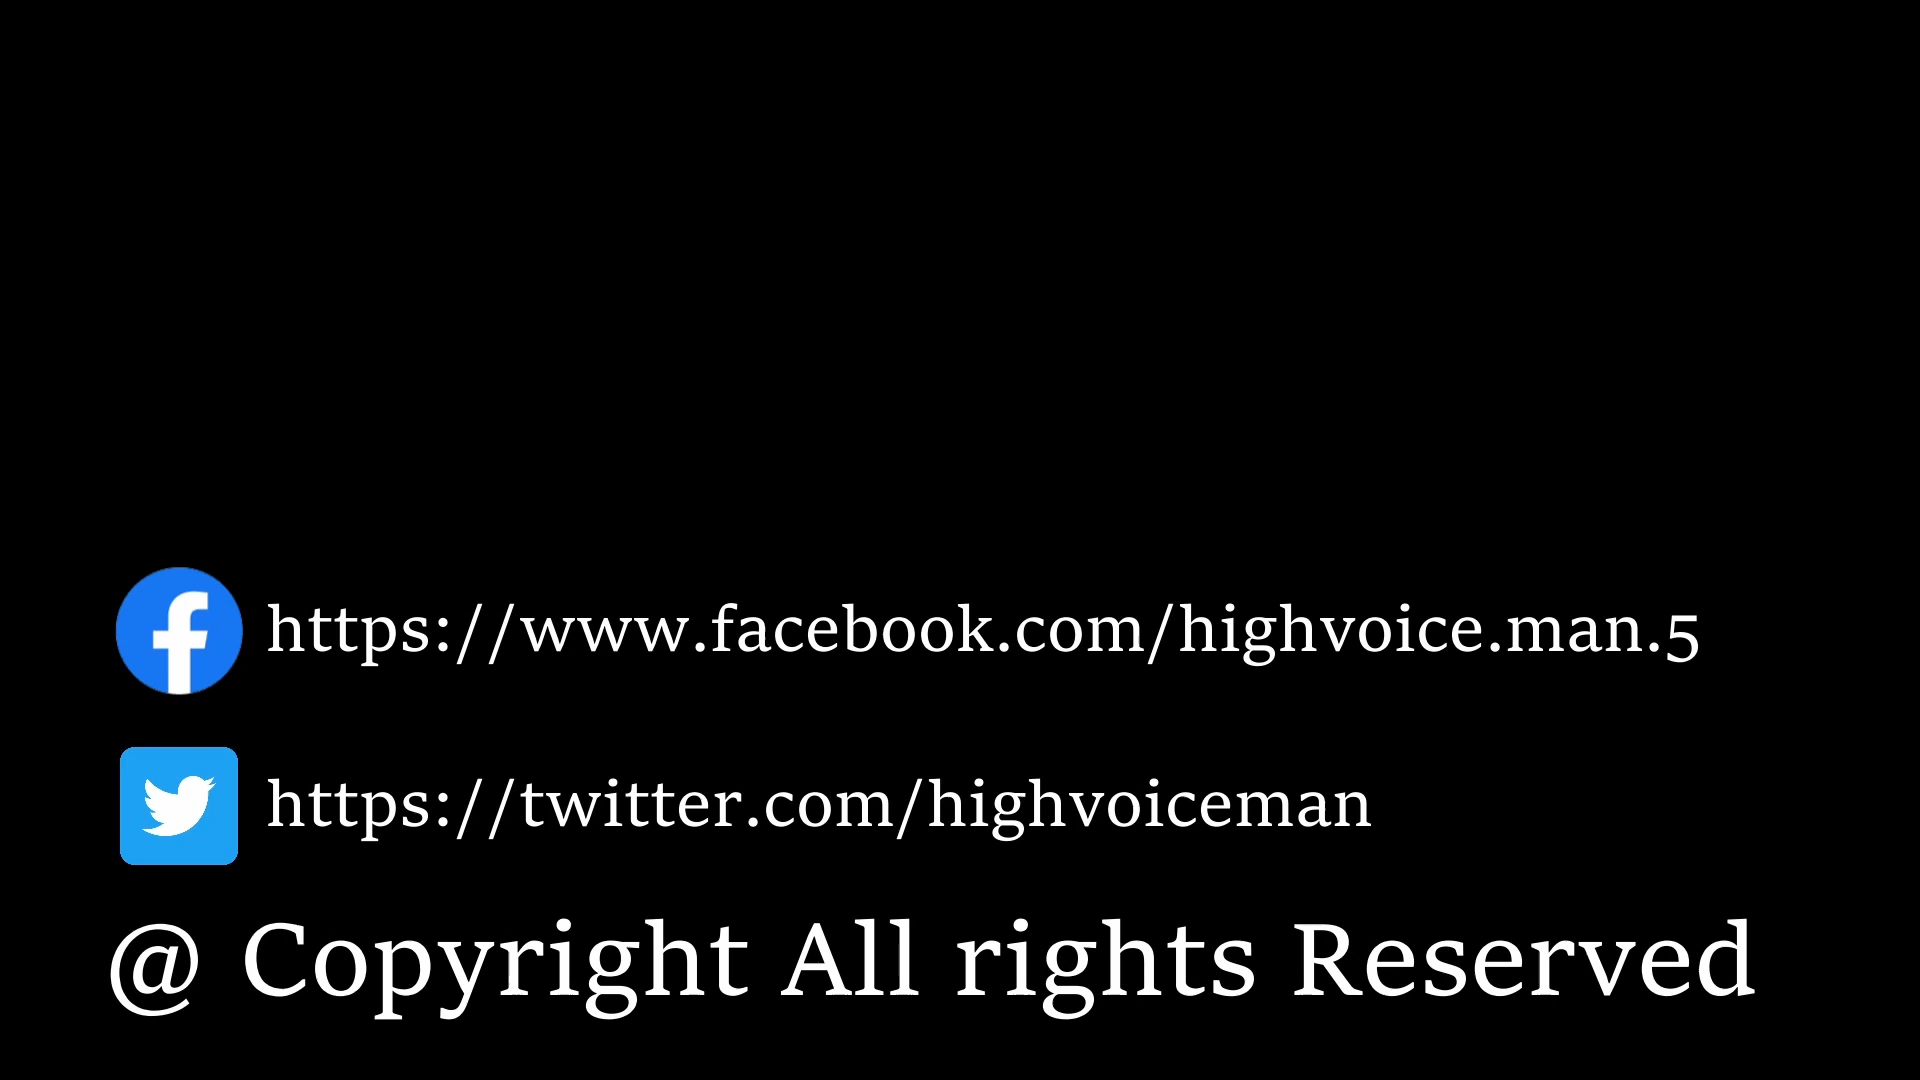 https://www.facebook.com/highvoice.man.5
https://twitter.com/highvoiceman
@ Copyright All rights Reserved